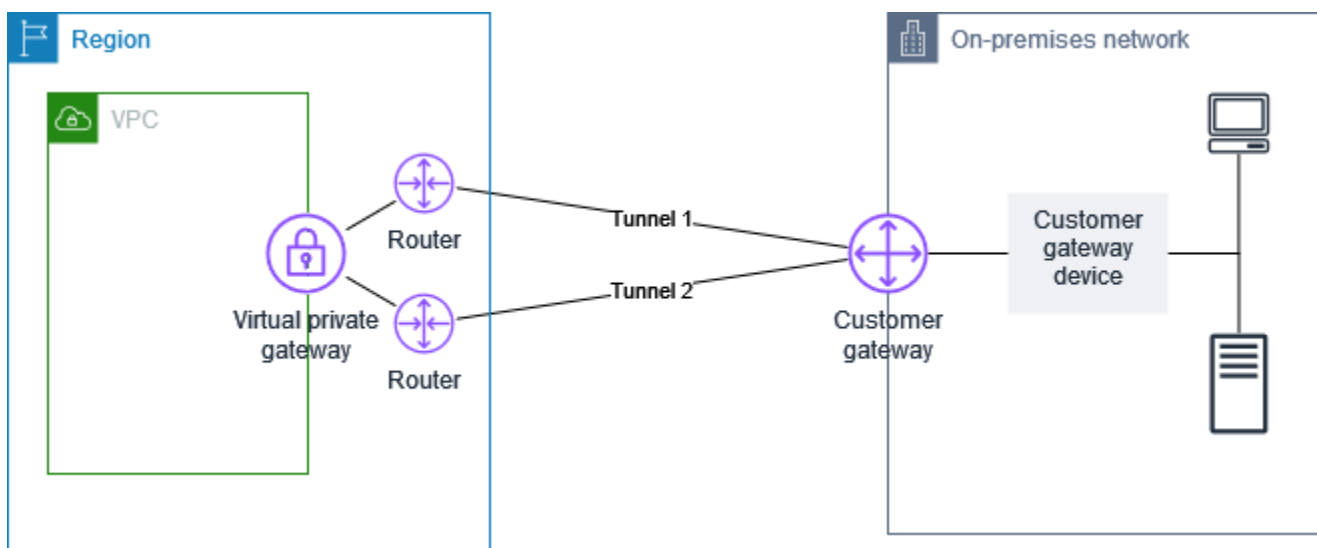 Region
On-premises network
VPC
Router
Tunnel 1
Customer
gateway
device
Tunnel 2
Virtual private
gateway
Customer
gateway
Router